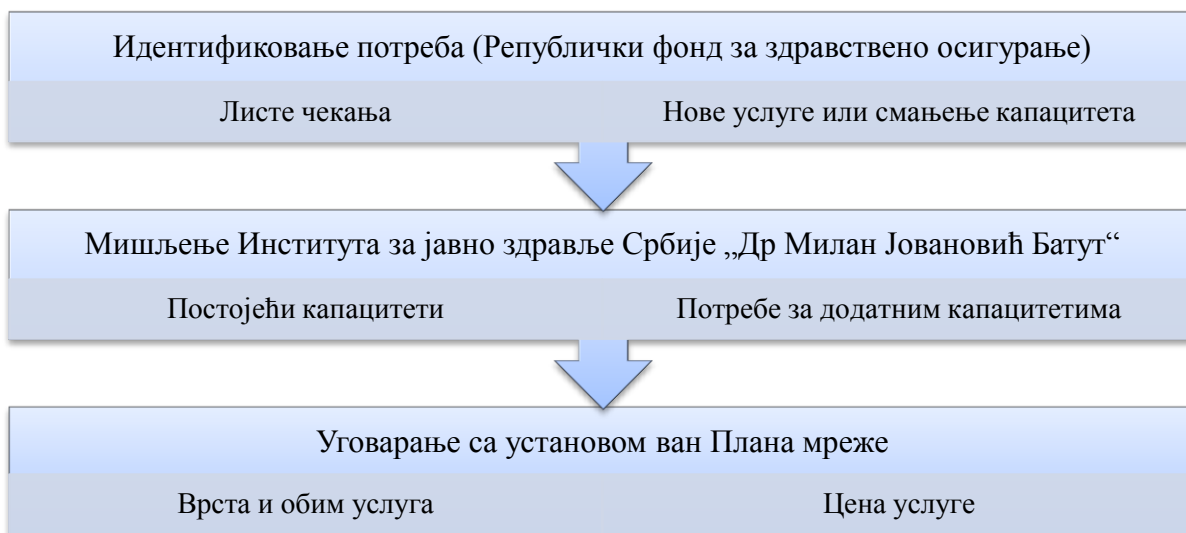 Идентификовање потреба (Републички фонд за здравствено осигурање)
Листе чекања
Нове услуге или смањење капацитета
Мишљење Института за јавно здравље Србије „Др Милан Јовановић Батут“
Постојећи капацитети
Потребе за додатним капацитетима
Уговарање са установом ван Плана мреже
Врста и обим услуга
Цена услуге